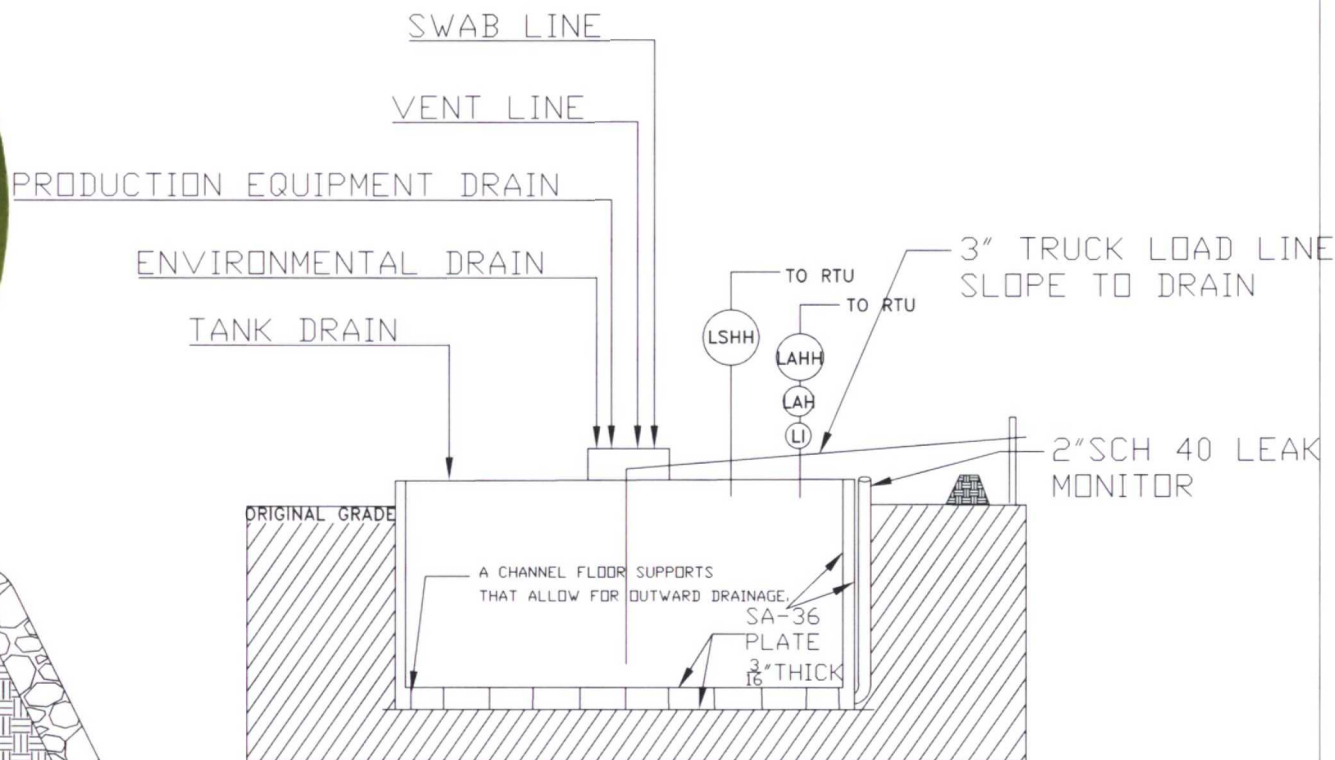 SWAB LINE
VENT LINE
PRODUCTION EQUIPMENT DRAIN
ENVIRONMENTAL DRAIN
TANK DRAIN
TO RTU
TO RTU
LSHH
LAHH
LAH
LI
3" TRUCK LOAD LINE
SLOPE TO DRAIN
2"SCH 40 LEAK
MONITOR
ORIGINAL GRADE
A CHANNEL FLOOR SUPPORTS
THAT ALLOW FOR OUTWARD DRAINAGE.
SA-36
PLATE
3/16"THICK